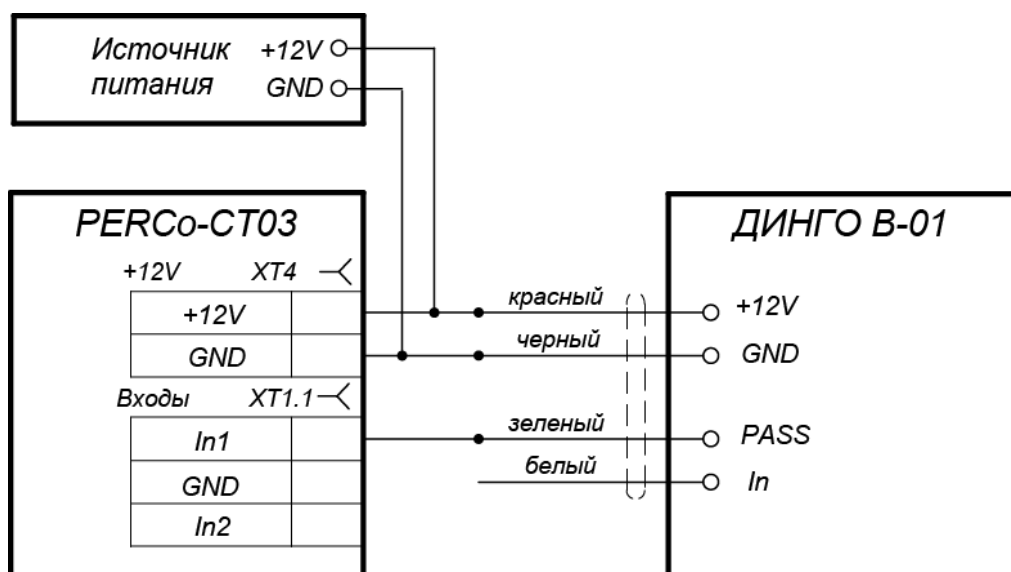 Источник +12V
питания GND
PERCo-CT03
+12V XT4
+12V
GND
Входы XT1.1
In1
GND
In2
красный
черный
зеленый
белый
ДИНГО В-01
+12V
GND
PASS
In